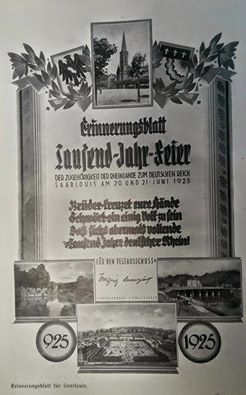 Erinnerungsblatt
Tausend-Jahr-Feier
DER ZUGEHÖRIGKEIT DER RHEINLANDE ZUM DEUTSCHEN REICH
SAARLOUIS AM 20 UND 21 · JUNI 1925
Brüder kreuzet eure Hände
Schwört ein einig Volk zu sein
Daß sich abermals vollende
Tausend Jahre deutscher Rhein!
FÜR DEN FESTAUSSCHUSS
925
1925
Erinnerungsblatt für Saarlouis.